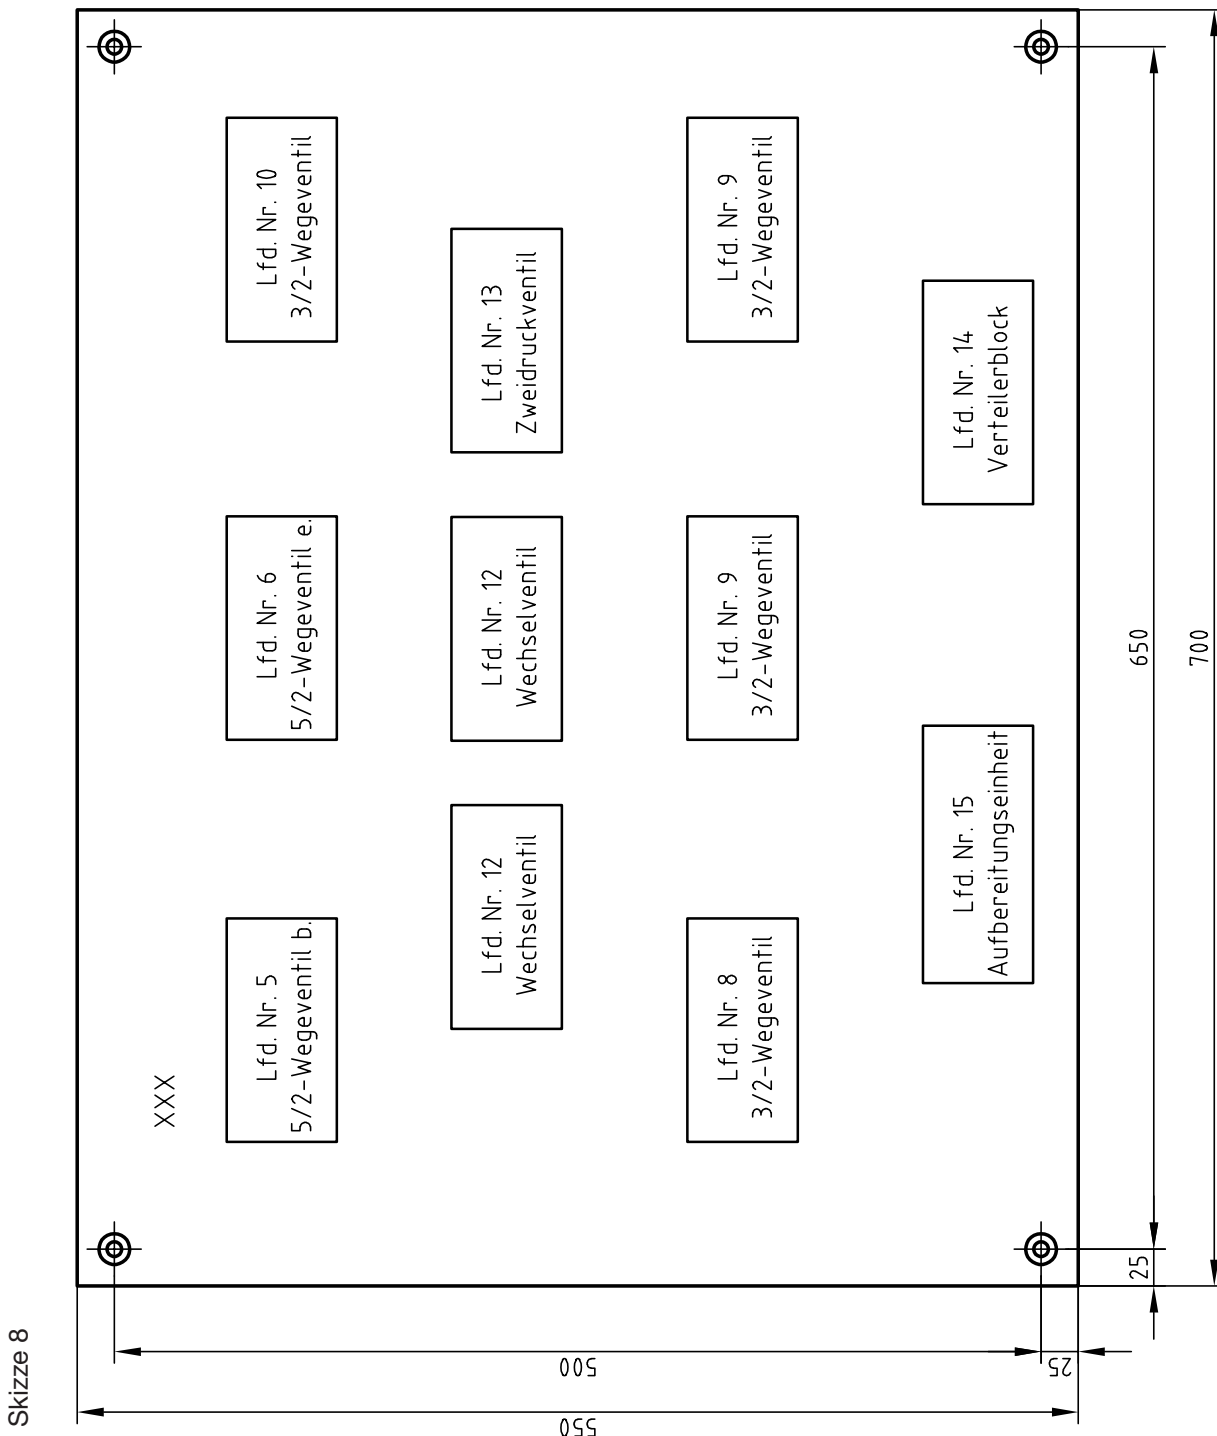 Skizze 8
XXX
Lfd. Nr. 5
5/2-Wegeventil b.
Lfd. Nr. 6
5/2-Wegeventil e.
Lfd. Nr. 10
3/2-Wegeventil
Lfd. Nr. 12
Wechselventil
Lfd. Nr. 12
Wechselventil
Lfd. Nr. 13
Zweidruckventil
Lfd. Nr. 8
3/2-Wegeventil
Lfd. Nr. 9
3/2-Wegeventil
Lfd. Nr. 9
3/2-Wegeventil
Lfd. Nr. 15
Aufbereitungseinheit
Lfd. Nr. 14
Verteilerblock
550
500
25
25
650
700